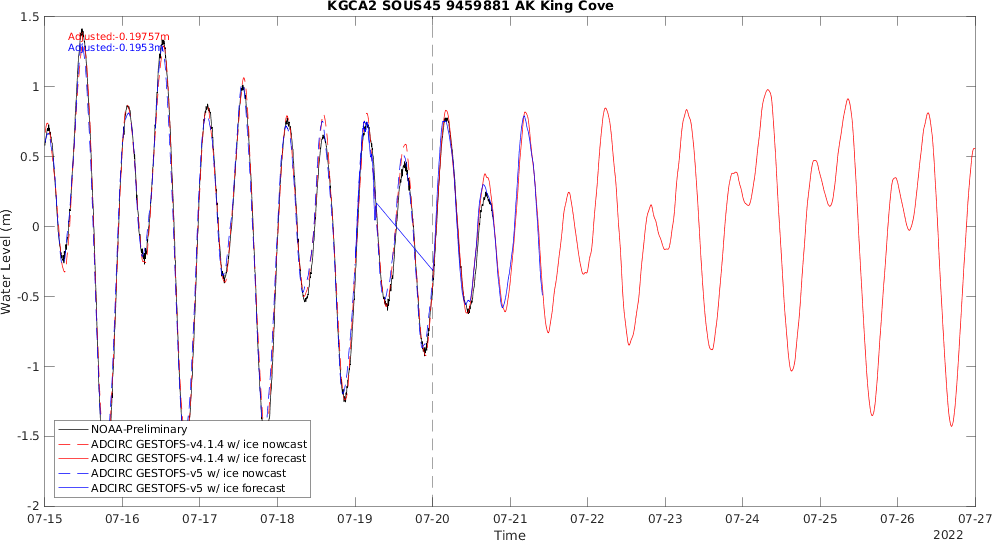 KGCA2 SOUS45 9459881 AK King Cove
Adjusted:-0.19757m
Adjusted:-0.1953m
1.5
1
0.5
0
-0.5
-1
-1.5
-2
Water Level (m)
NOAA-Preliminary
ADCIRC GESTOFS-v4.1.4 w/ ice nowcast
ADCIRC GESTOFS-v4.1.4 w/ ice forecast
ADCIRC GESTOFS-v5 w/ ice nowcast
ADCIRC GESTOFS-v5 w/ ice forecast
07-15 07-16 07-17 07-18 07-19 07-20 07-21 07-22 07-23 07-24 07-25 07-26 07-27
Time
2022